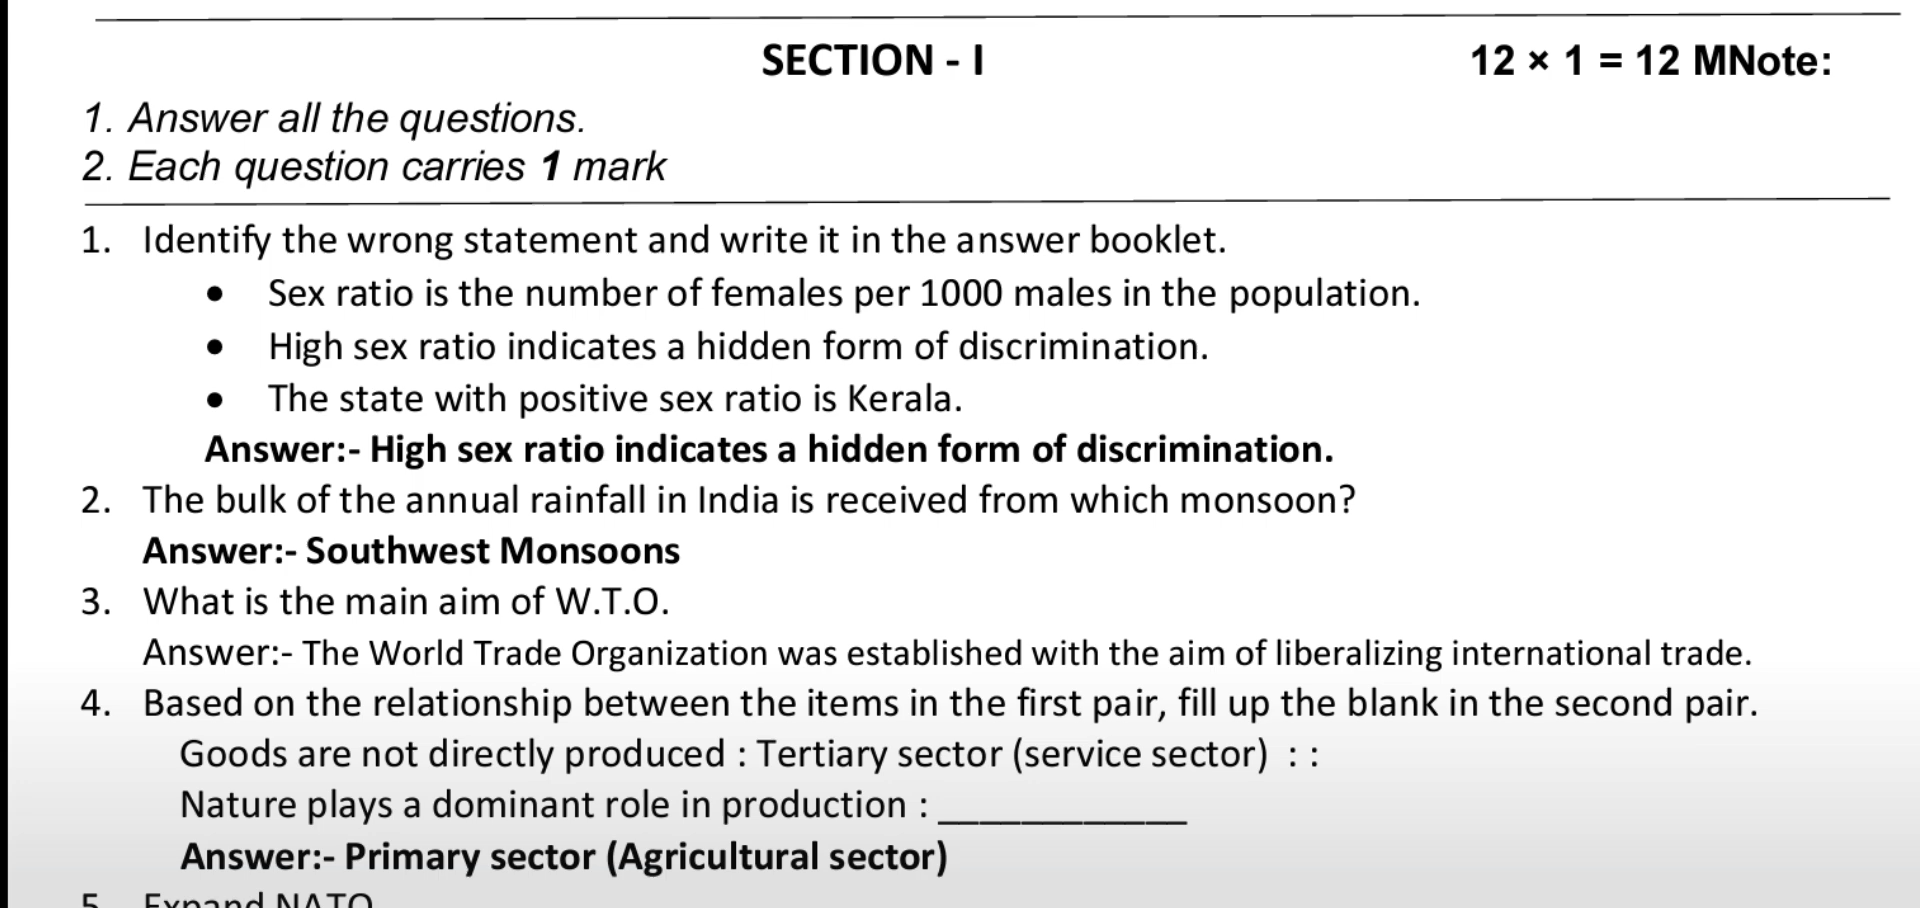 SECTION - I 12 × 1 = 12 MNote:
1. Answer all the questions.
2. Each question carries 1 mark
1. Identify the wrong statement and write it in the answer booklet.
• Sex ratio is the number of females per 1000 males in the population.
• High sex ratio indicates a hidden form of discrimination.
• The state with positive sex ratio is Kerala.
Answer:- High sex ratio indicates a hidden form of discrimination.
2. The bulk of the annual rainfall in India is received from which monsoon?
Answer:- Southwest Monsoons
3. What is the main aim of W.T.O.
Answer:- The World Trade Organization was established with the aim of liberalizing international trade.
4. Based on the relationship between the items in the first pair, fill up the blank in the second pair.
Goods are not directly produced : Tertiary sector (service sector) : :
Nature plays a dominant role in production : ____________
Answer:- Primary sector (Agricultural sector)
5. Expand NATO